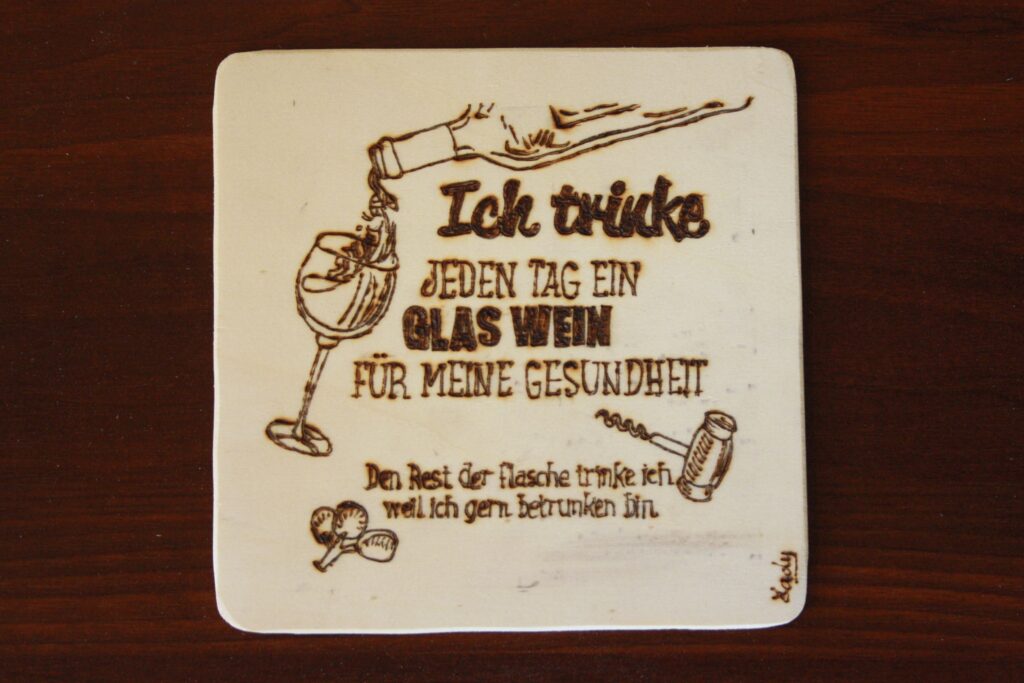 Ich trinke
JEDEN TAG EIN
GLAS WEIN
FÜR MEINE GESUNDHEIT
Den Rest der flasche trinke ich
weil ich gern betrunken bin